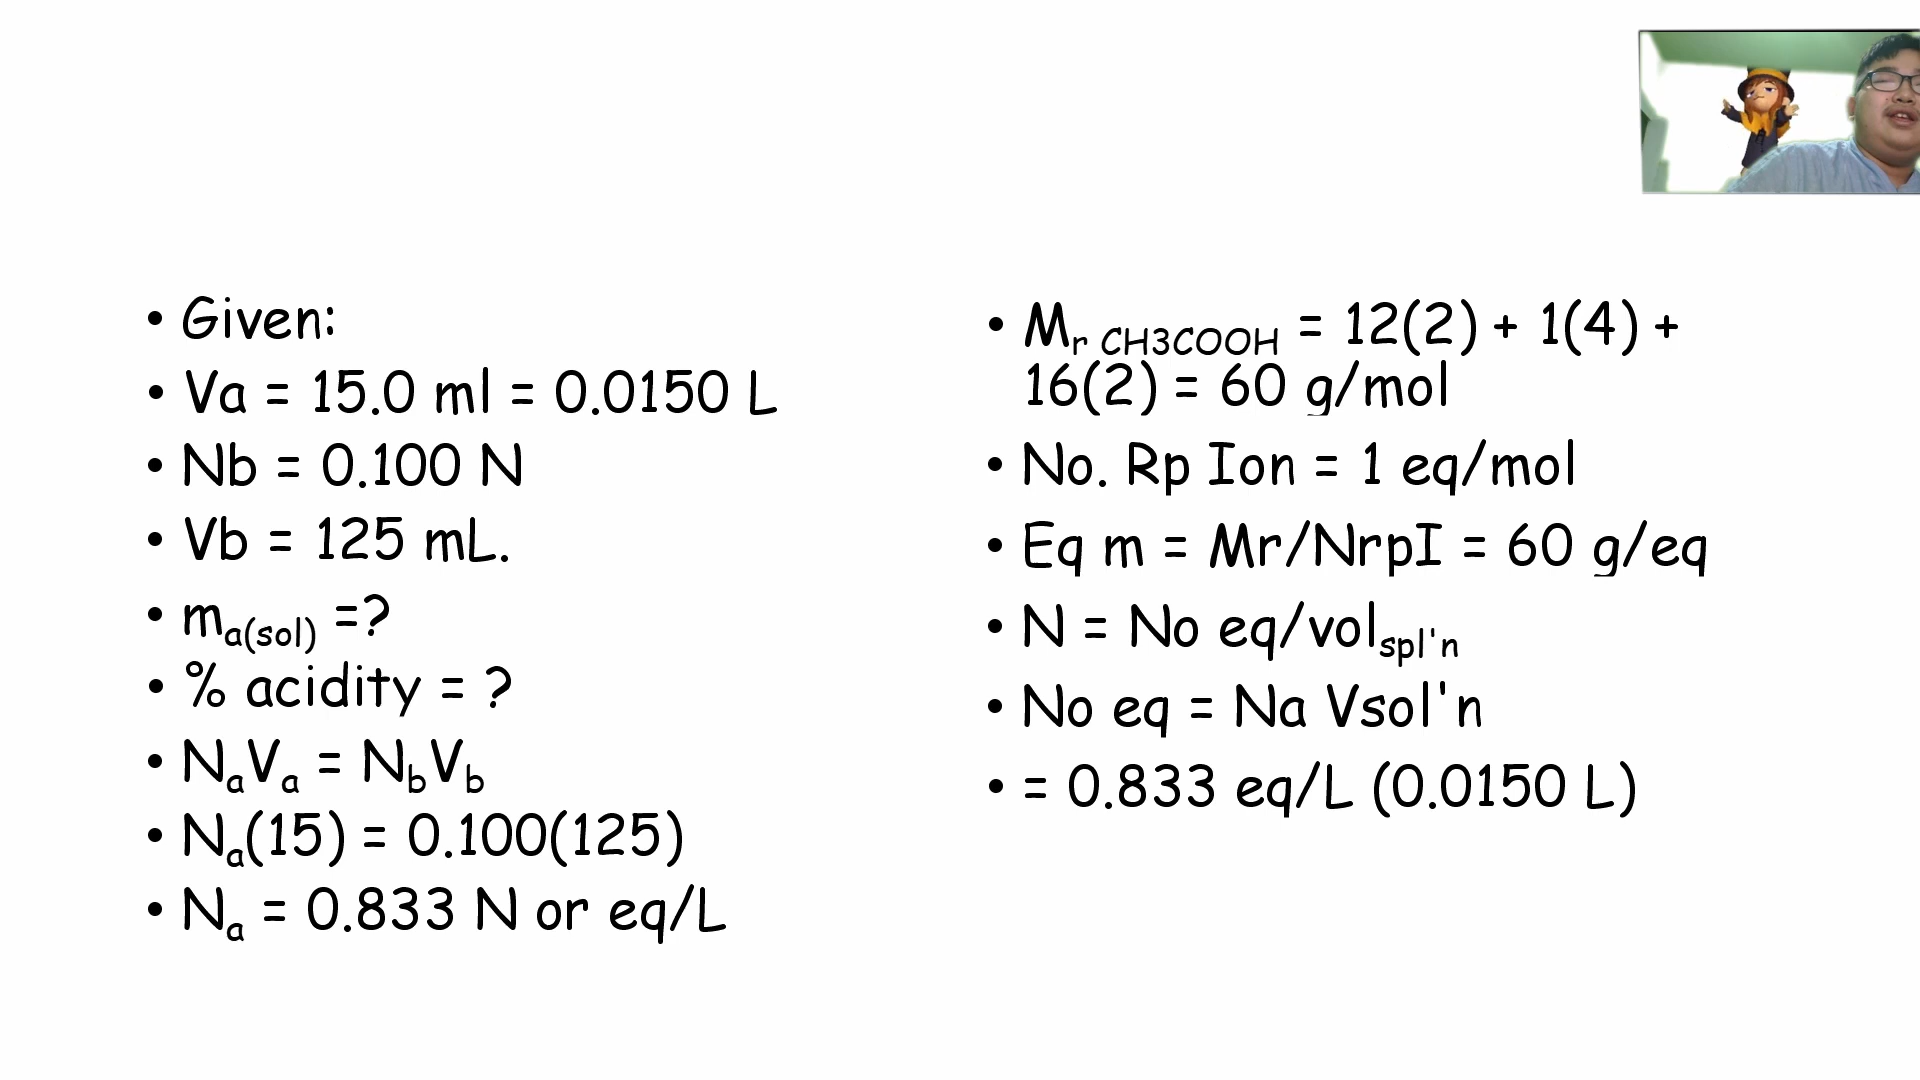 • Given:
• Va = 15.0 ml = 0.0150 L
• Nb = 0.100 N
• Vb = 125 mL.
• ma(sol) =?
• % acidity = ?
• NaVa = NbVb
• Na(15) = 0.100(125)
• Na = 0.833 N or eq/L
• Mr CH3COOH = 12(2) + 1(4) +
16(2) = 60 g/mol
• No. Rp Ion = 1 eq/mol
• Eq m = Mr/NrpI = 60 g/eq
• N = No eq/volspl'n
• No eq = Na Vsol'n
• = 0.833 eq/L (0.0150 L)